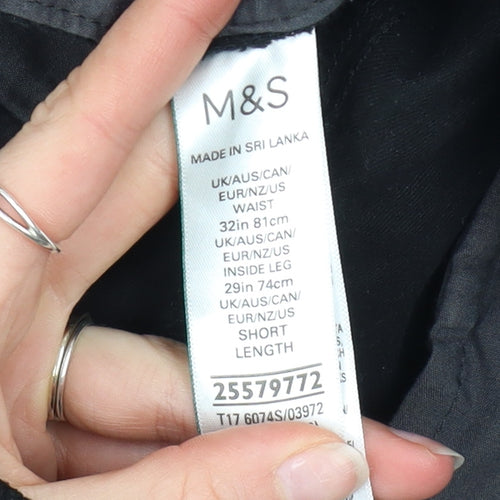 M&S
MADE IN SRI LANKA
UK/AUS/CAN/
EUR/NZ/US
WAIST
32in 81cm
UK/AUS/CAN/
EUR/NZ/US
INSIDE LEG
29in 74cm
UK/AUS/CAN/
EUR/NZ/US
SHORT
LENGTH
25579772
T17 6074S/03972